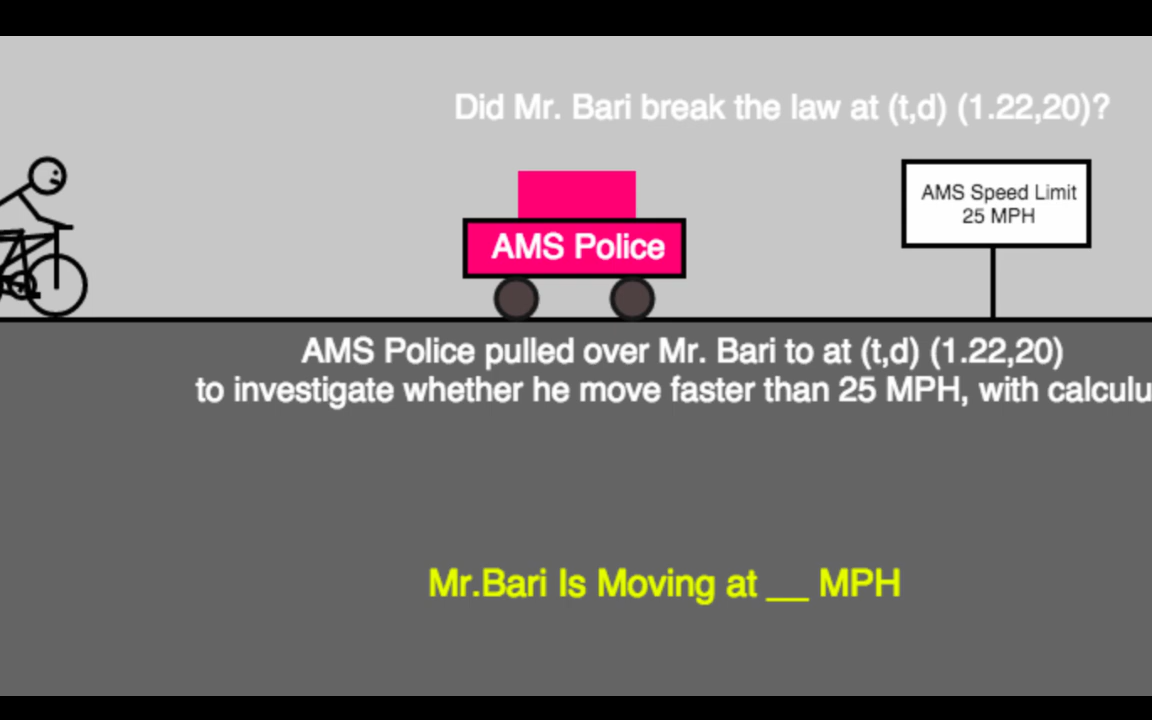 Did Mr. Bari break the law at (t,d) (1.22,20)?
AMS Speed Limit
25 MPH
AMS Police
AMS Police pulled over Mr. Bari to at (t,d) (1.22,20)
to investigate whether he move faster than 25 MPH, with calculu
Mr.Bari Is Moving at __ MPH